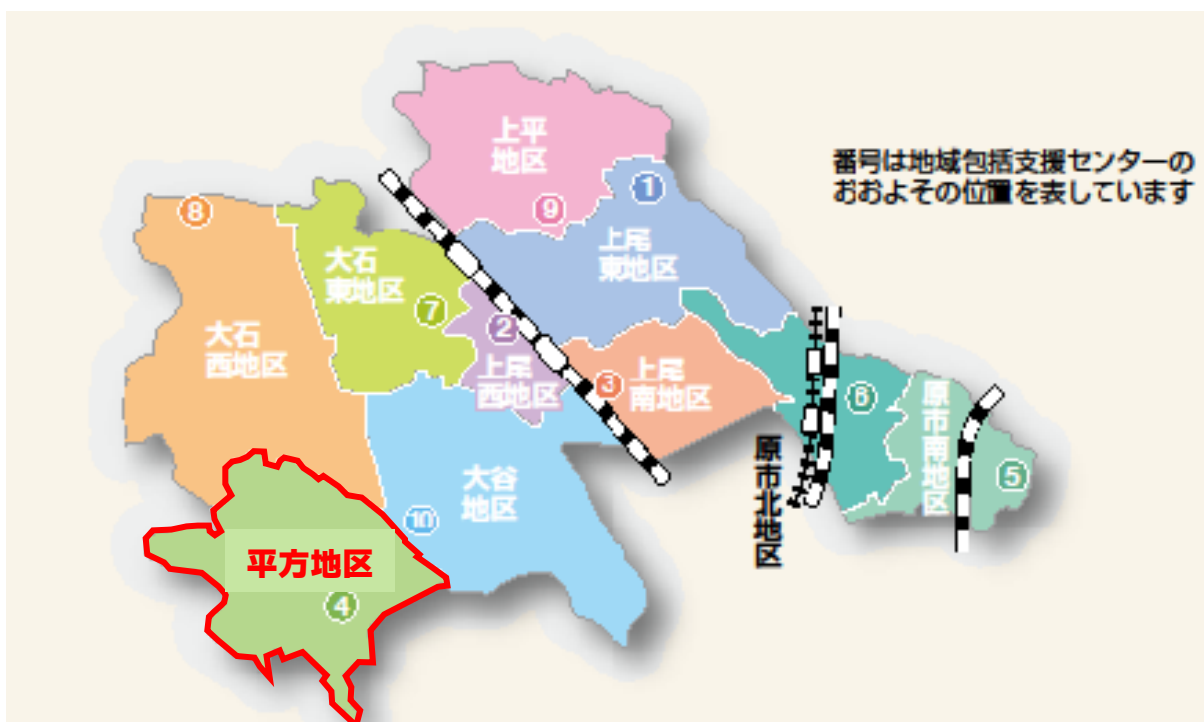 上平
地区
番号は地域包括支援センターの
おおよその位置を表しています
①
⑧
⑨
上尾
東地区
大石
東地区
⑦
②
大石
西地区
上尾
西地区
③
上尾
南地区
⑥
原市南地区
原市北地区
大谷
地区
⑤
⑩
平方地区
④